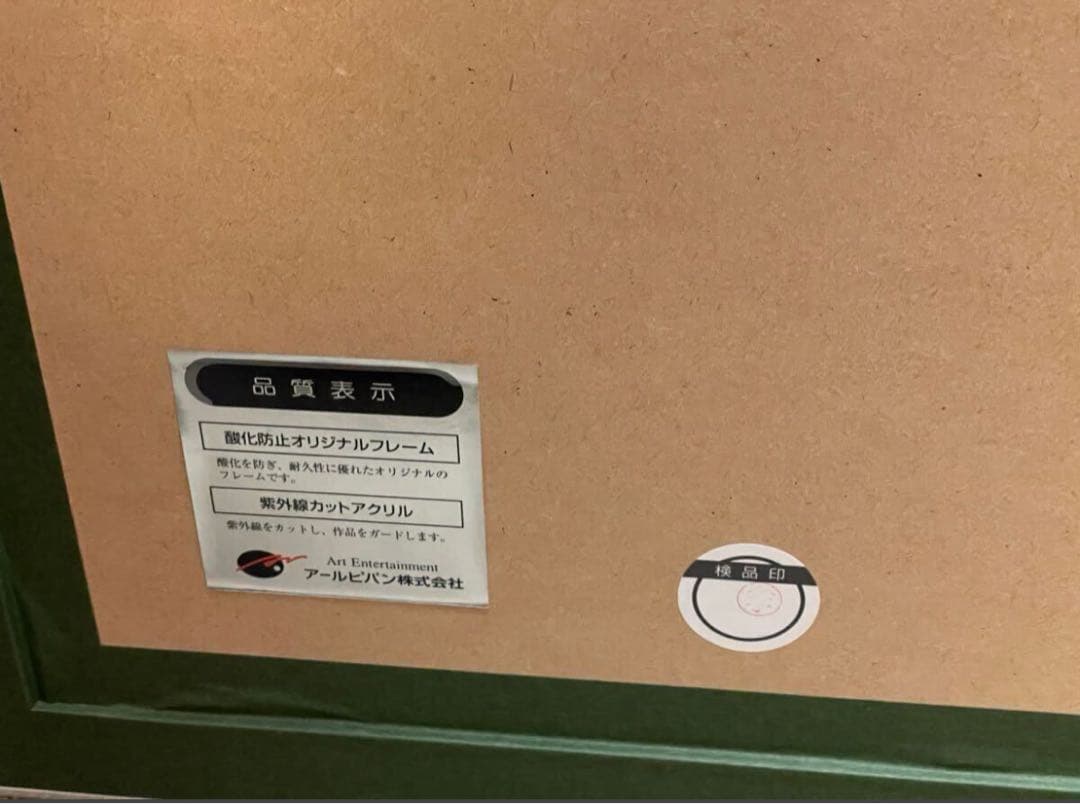 品質表示
酸化防止オリジナルフレーム
酸化を防ぎ、耐久性に優れたオリジナルの
フレームです。
紫外線カットアクリル
紫外線をカットし、作品をガードします。
Art Entertainment
アールビバン株式会社
検品印